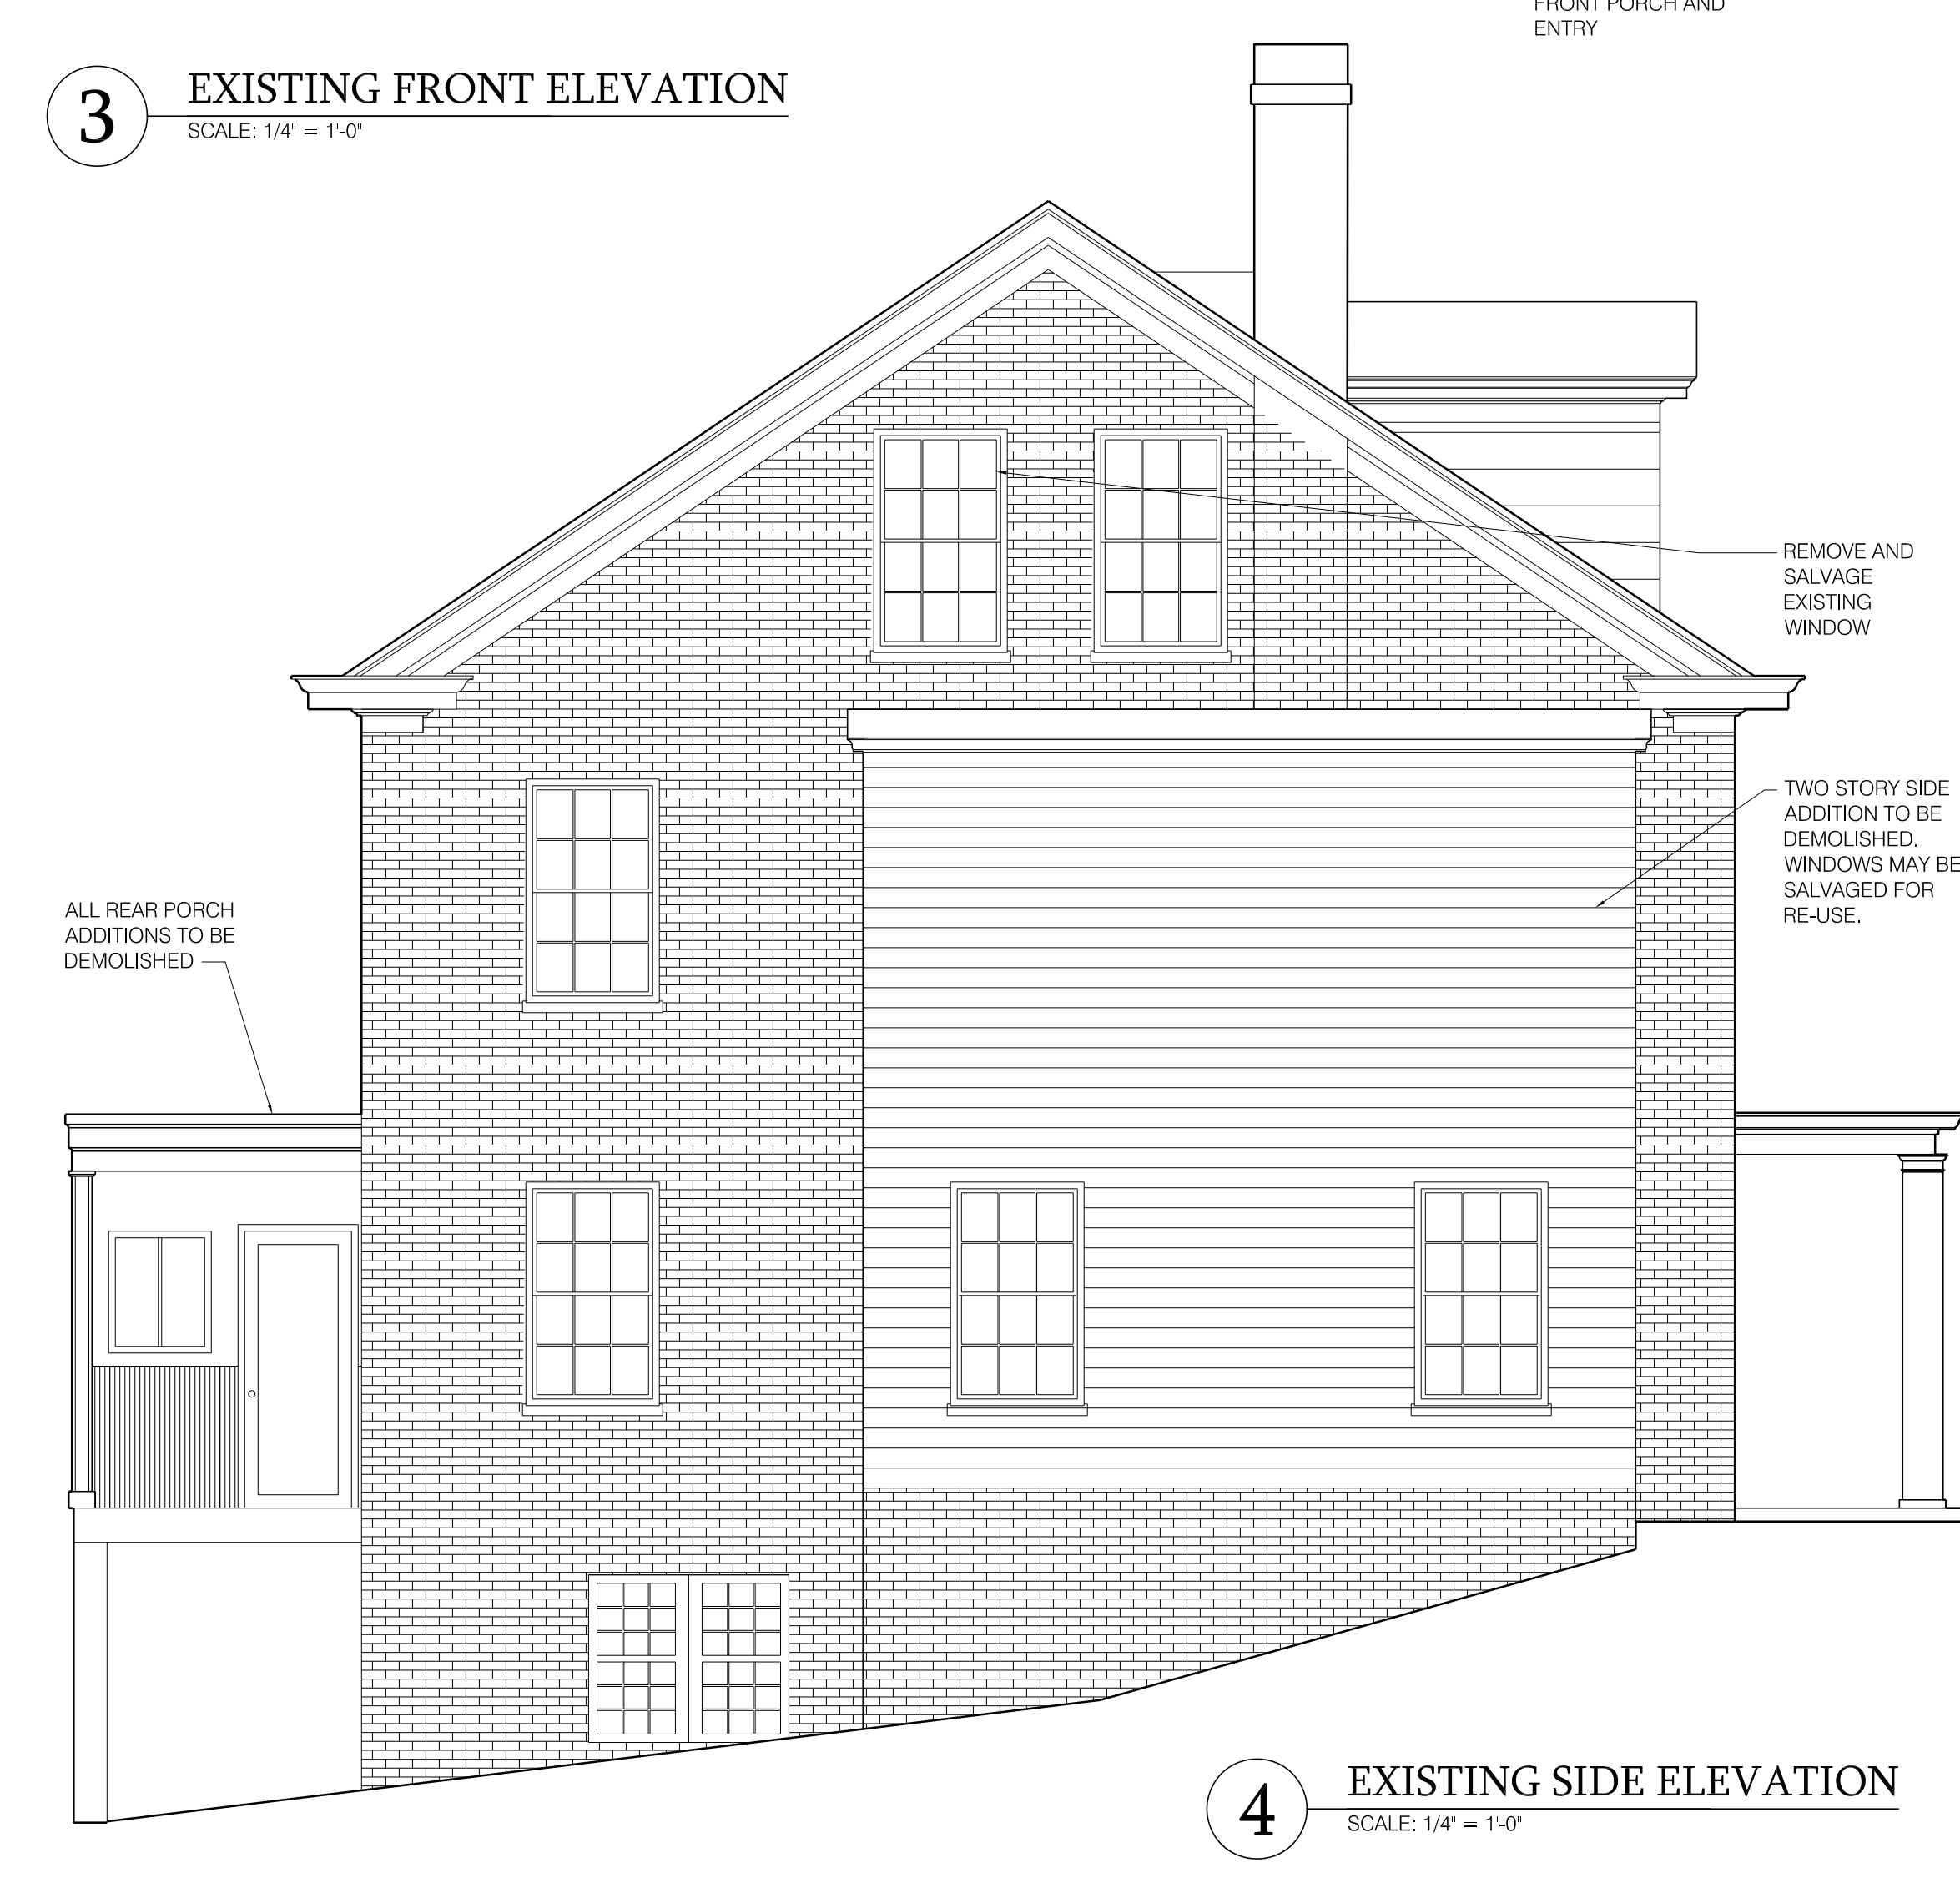 FRONT PORCH AND
ENTRY
3
EXISTING FRONT ELEVATION
SCALE: 1/4" = 1'-0"
REMOVE AND
SALVAGE
EXISTING
WINDOW
TWO STORY SIDE
ADDITION TO BE
DEMOLISHED.
WINDOWS MAY BE
SALVAGED FOR
RE-USE.
ALL REAR PORCH
ADDITIONS TO BE
DEMOLISHED
4
EXISTING SIDE ELEVATION
SCALE: 1/4" = 1'-0"